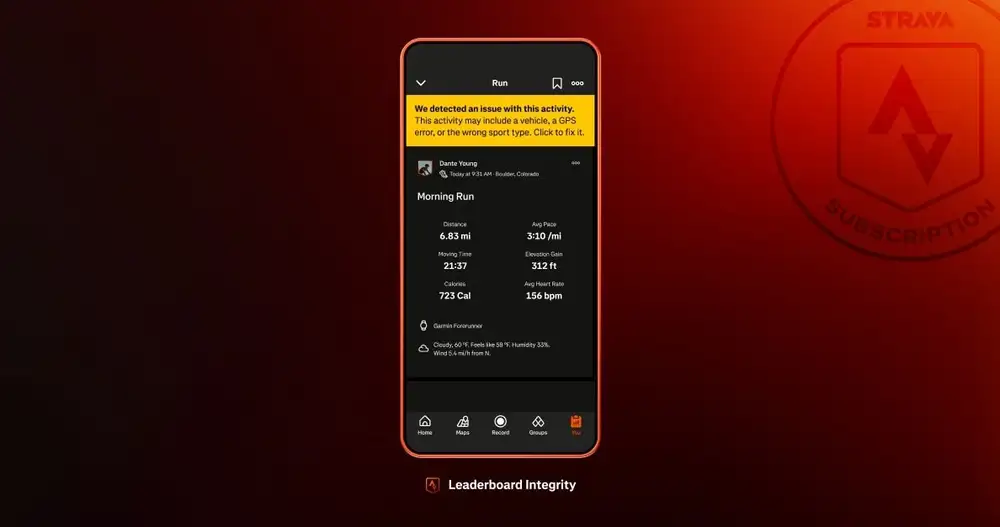 STRAVA
SUBSCRIPTION
Run
We detected an issue with this activity.
This activity may include a vehicle, a GPS
error, or the wrong sport type. Click to fix it.
Dante Young
Today at 9:31 AM · Boulder, Colorado
Morning Run
Distance
Avg Pace
6.83 mi
3:10 /mi
Moving Time
Elevation Gain
21:37
312 ft
Calories
Avg Heart Rate
723 Cal
156 bpm
Garmin Forerunner
Cloudy, 60 °F. Feels like 58 °F. Humidity 33%.
Wind 5.4 mi/h from N.
Home
Maps
Record
Groups
You
Leaderboard Integrity